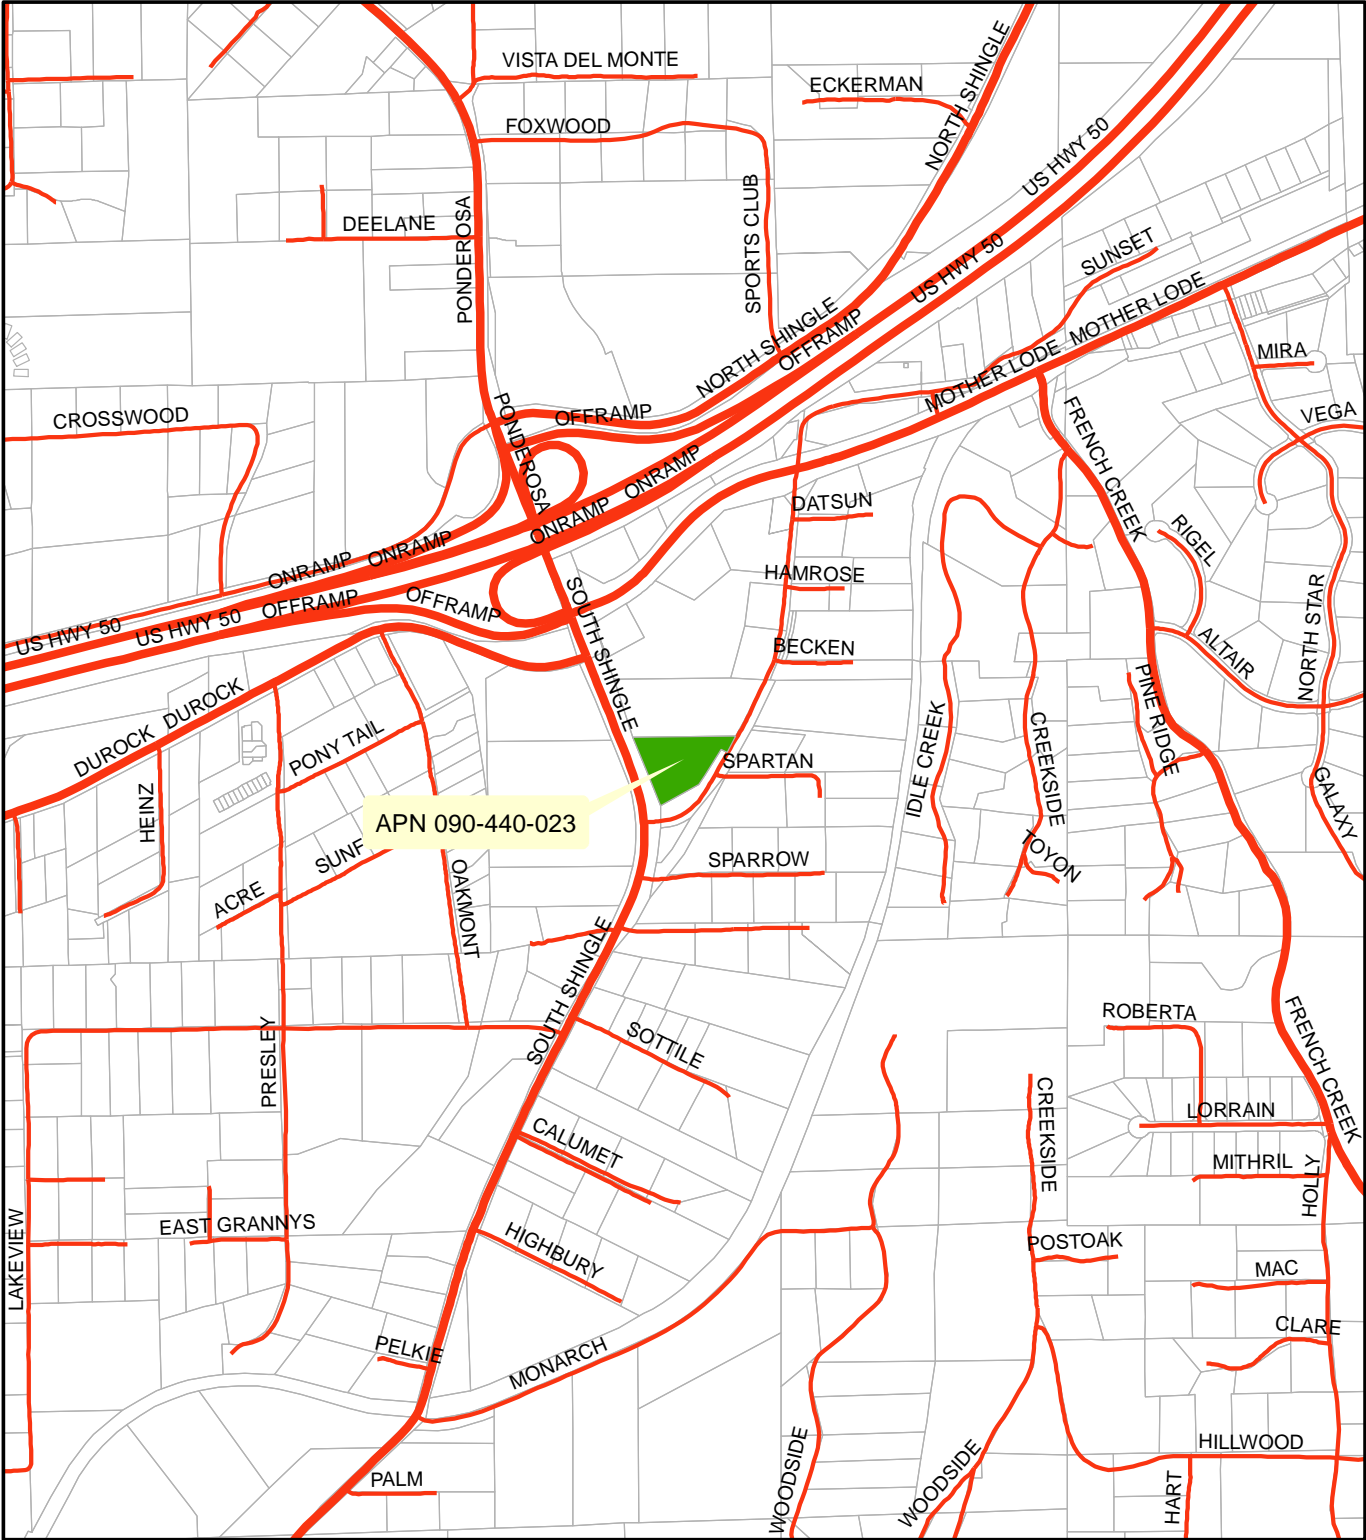 VISTA DEL MONTE
ECKERMAN
NORTH SHINGLE
FOXWOOD
US HWY 50
SPORTS CLUB
DEELANE
PONDEROSA
SUNSET
US HWY 50
MOTHER LODE
NORTH SHINGLE
OFFRAMP
MIRA
MOTHER LODE
CROSSWOOD
OFFRAMP
PONDEROSA
FRENCH CREEK
VEGA
ONRAMP
DATSUN
ONRAMP
RIGEL
ONRAMP
ONRAMP
HAMROSE
OFFRAMP
OFFRAMP
SOUTH SHINGLE
NORTH STAR
US HWY 50
US HWY 50
BECKEN
ALTAIR
DUROCK
DUROCK
PINE RIDGE
PONY TAIL
IDLE CREEK
CREEKSIDE
SPARTAN
HEINZ
APN 090-440-023
GALAXY
SUNF
TOYON
SPARROW
ACRE
OAKMONT
SOUTH SHINGLE
PRESLEY
SOTTILE
ROBERTA
FRENCH CREEK
CREEKSIDE
LORRAIN
CALUMET
MITHRIL
HOLLY
LAKEVIEW
EAST GRANNYS
HIGHBURY
POSTOAK
MAC
CLARE
PELKIE
MONARCH
WOODSIDE
WOODSIDE
HILLWOOD
PALM
HART